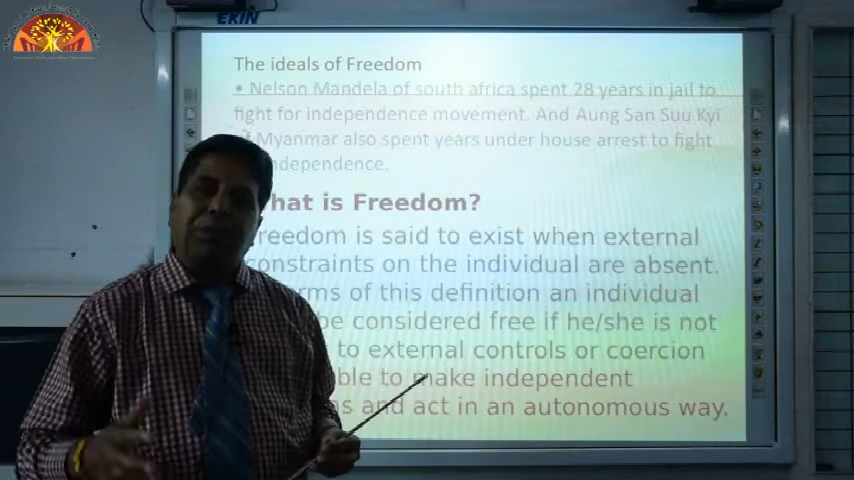 EKIN
The ideals of Freedom
• Nelson Mandela of south africa spent 28 years in jail to
fight for independence movement. And Aung San Suu Kyi
Myanmar also spent years under house arrest to fight
ndependence.
hat is Freedom?
reedom is said to exist when external
constraints on the individual are absent.
rms of this definition an individual
be considered free if he/she is not
to external controls or coercion
ble to make independent
ns and act in an autonomous way.